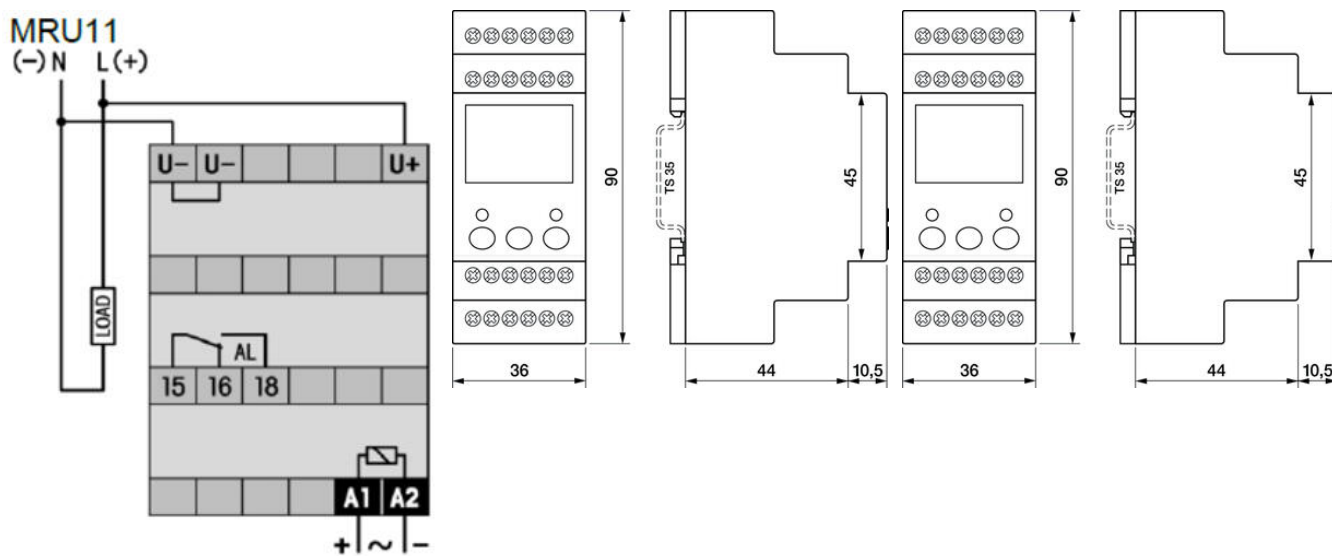 MRU11
(−) N L (+)
U− U− U+
LOAD
AL
15 16 18
A1 A2
+ ~ −
90
36
TS 35
45
44 10,5
90
36
TS 35
45
44 10,5